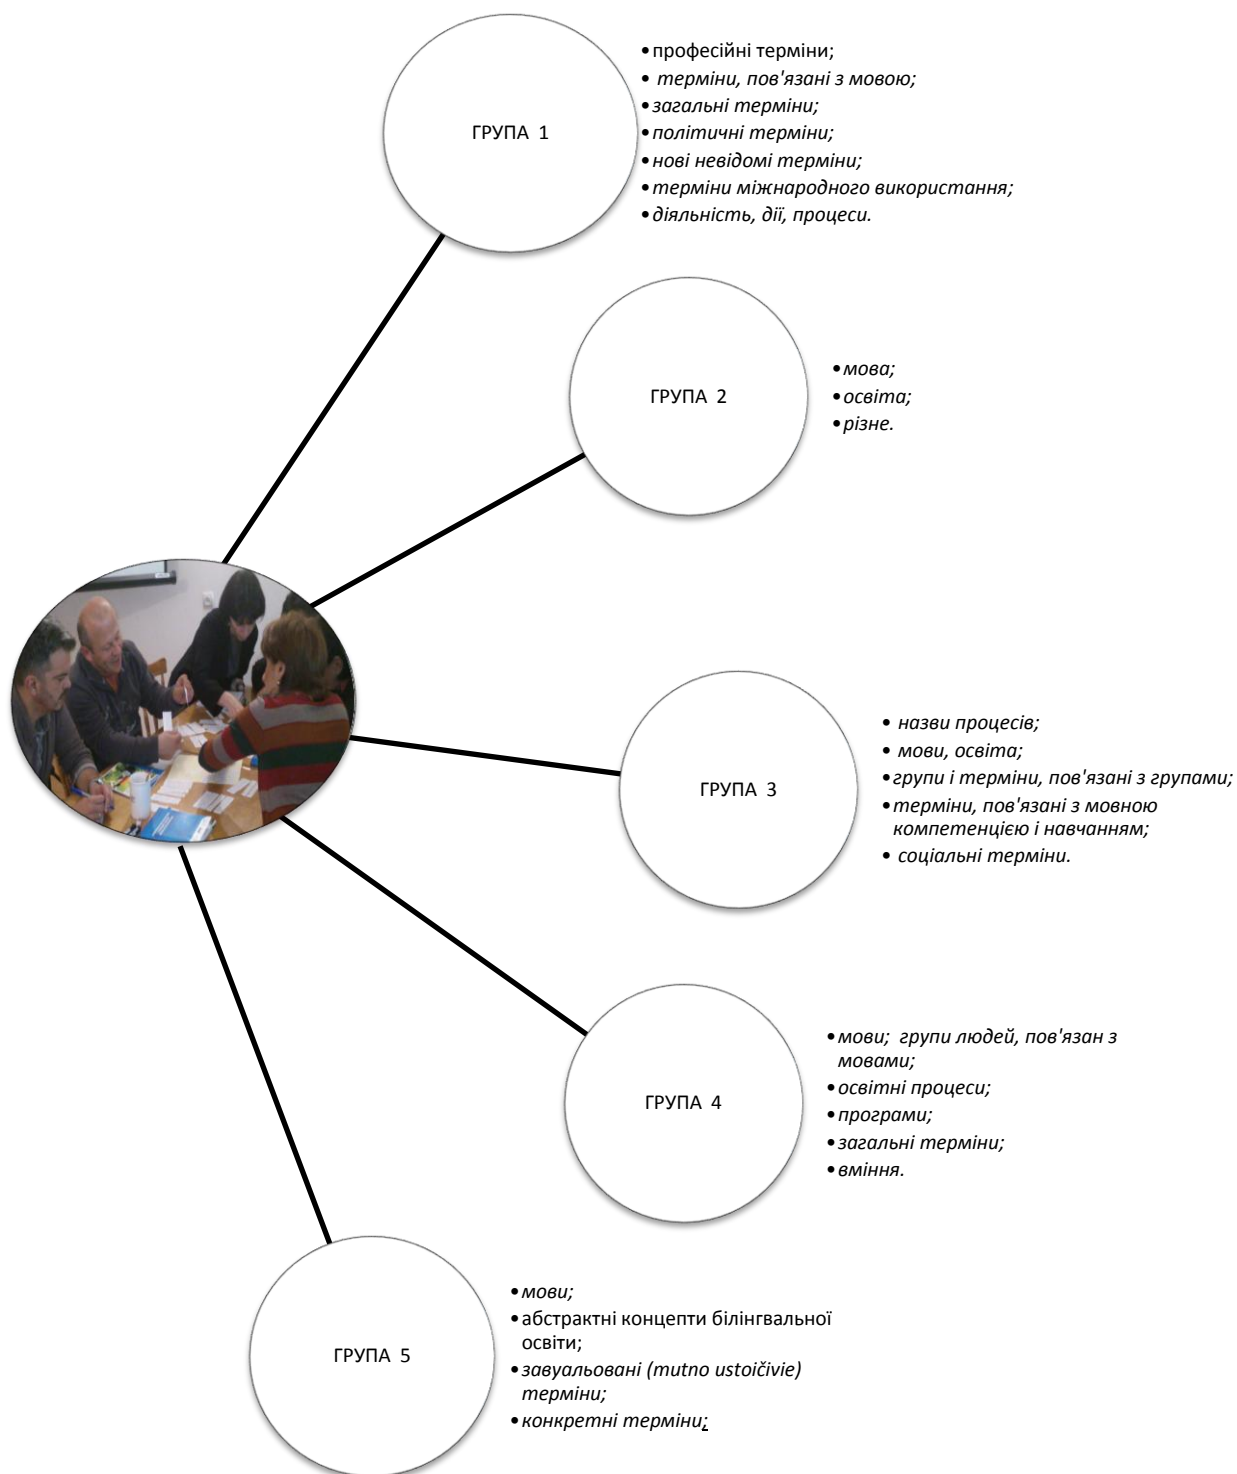 ГРУПА 1
•професійні терміни;
• терміни, пов'язані з мовою;
•загальні терміни;
•політичні терміни;
•нові невідомі терміни;
•терміни міжнародного використання;
•діяльність, дії, процеси.
ГРУПА 2
•мова;
•освіта;
•різне.
ГРУПА 3
• назви процесів;
• мови, освіта;
•групи і терміни, пов'язані з групами;
•терміни, пов'язані з мовною
компетенцією і навчанням;
• соціальні терміни.
ГРУПА 4
•мови; групи людей, пов'язан з
мовами;
•освітні процеси;
•програми;
•загальні терміни;
•вміння.
ГРУПА 5
•мови;
•абстрактні концепти білінгвальної
освіти;
•завуальовані (mutno ustoičivie)
терміни;
•конкретні терміни;